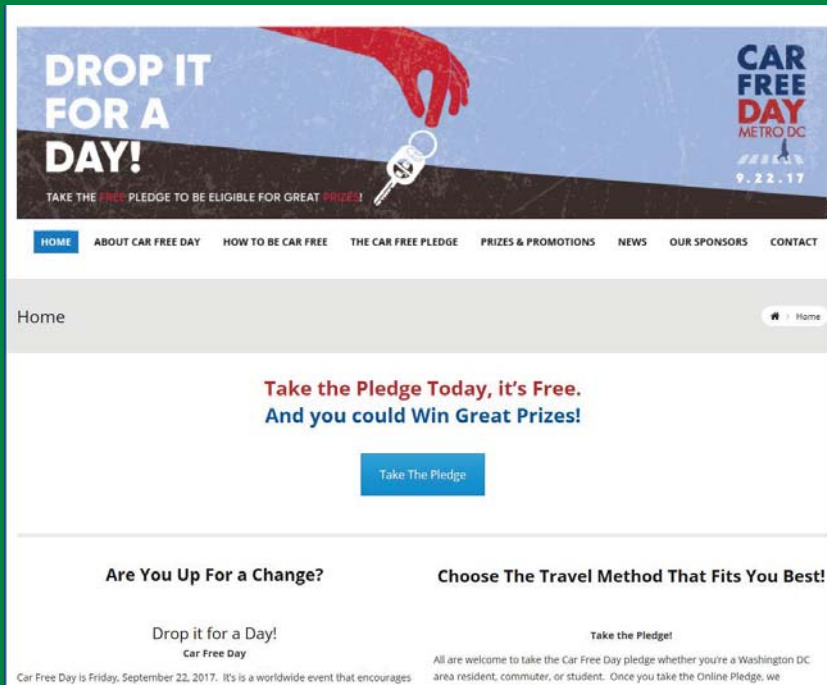 DROP IT
FOR A
DAY!
TAKE THE FREE PLEDGE TO BE ELIGIBLE FOR GREAT PRIZES!
CAR
FREE
DAY
METRO DC
9.22.17
HOME ABOUT CAR FREE DAY HOW TO BE CAR FREE THE CAR FREE PLEDGE PRIZES & PROMOTIONS NEWS OUR SPONSORS CONTACT
Home
Home
Take the Pledge Today, it's Free.
And you could Win Great Prizes!
Take The Pledge
Are You Up For a Change?
Drop it for a Day!
Car Free Day
Car Free Day is Friday, September 22, 2017. It's is a worldwide event that encourages
Choose The Travel Method That Fits You Best!
Take the Pledge!
All are welcome to take the Car Free Day pledge whether you're a Washington DC
area resident, commuter, or student. Once you take the Online Pledge, we